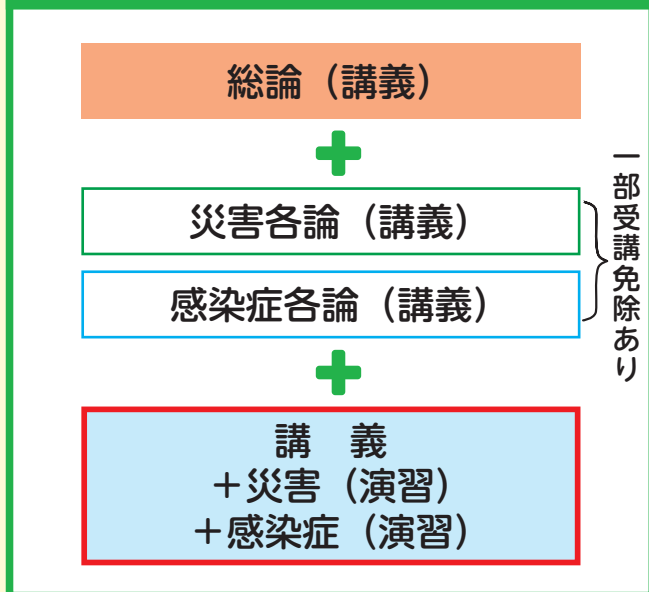 総論（講義）
災害各論（講義）
感染症各論（講義）
一部受講免除あり
講　義
＋災害（演習）
＋感染症（演習）